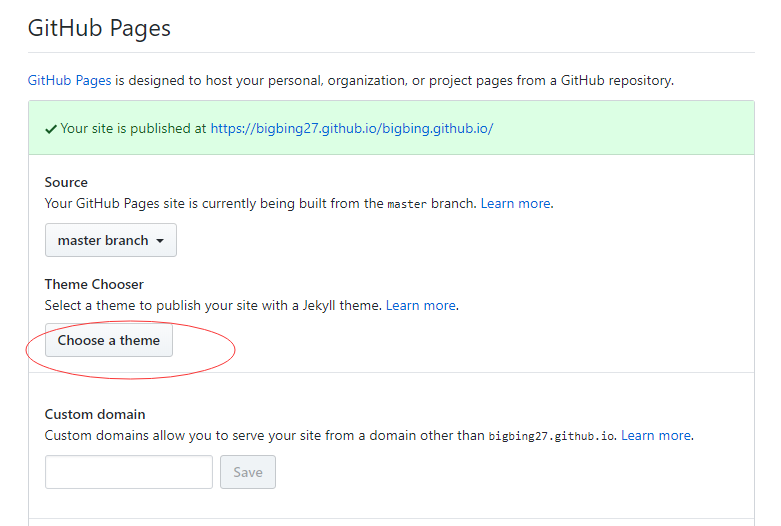 GitHub Pages
GitHub Pages is designed to host your personal, organization, or project pages from a GitHub repository.
Your site is published at https://bigbing27.github.io/bigbing.github.io/
Source
Your GitHub Pages site is currently being built from the master branch. Learn more.
master branch
Theme Chooser
Select a theme to publish your site with a Jekyll theme. Learn more.
Choose a theme
Custom domain
Custom domains allow you to serve your site from a domain other than bigbing27.github.io. Learn more.
Save